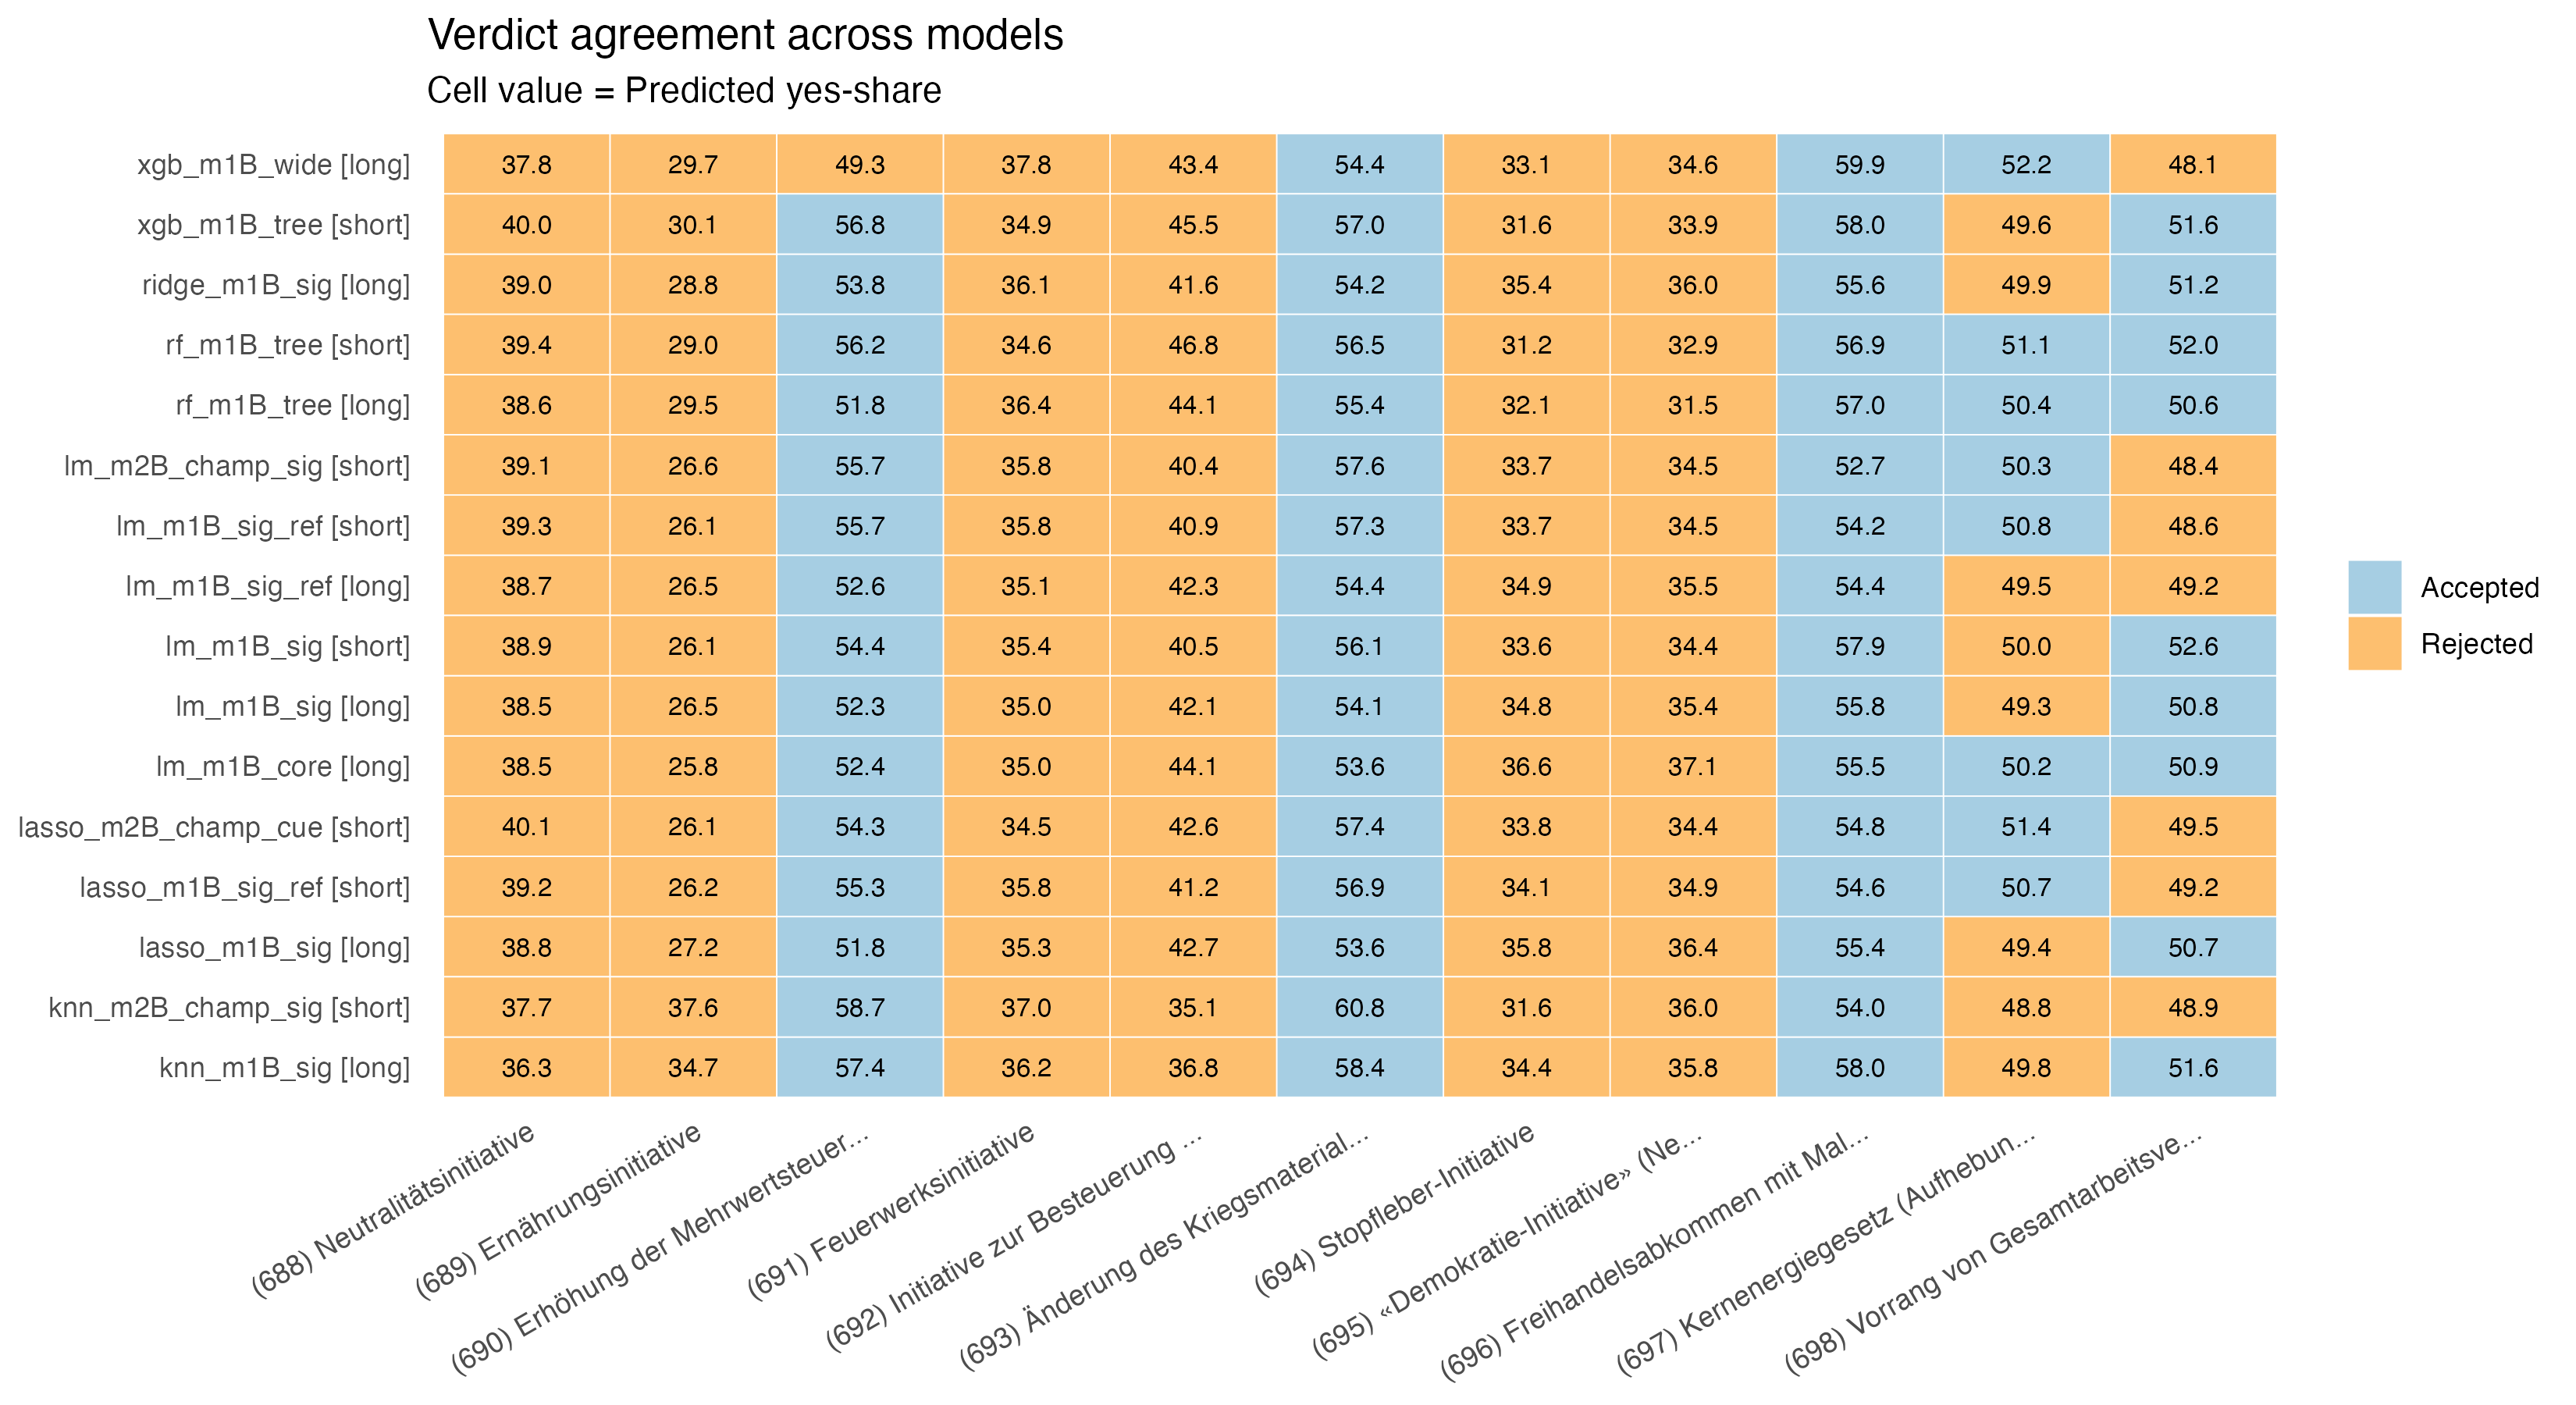 Verdict agreement across models
Cell value = Predicted yes-share
xgb_m1B_wide [long] 37.8 29.7 49.3 37.8 43.4 54.4 33.1 34.6 59.9 52.2 48.1
xgb_m1B_tree [short] 40.0 30.1 56.8 34.9 45.5 57.0 31.6 33.9 58.0 49.6 51.6
ridge_m1B_sig [long] 39.0 28.8 53.8 36.1 41.6 54.2 35.4 36.0 55.6 49.9 51.2
rf_m1B_tree [short] 39.4 29.0 56.2 34.6 46.8 56.5 31.2 32.9 56.9 51.1 52.0
rf_m1B_tree [long] 38.6 29.5 51.8 36.4 44.1 55.4 32.1 31.5 57.0 50.4 50.6
lm_m2B_champ_sig [short] 39.1 26.6 55.7 35.8 40.4 57.6 33.7 34.5 52.7 50.3 48.4
lm_m1B_sig_ref [short] 39.3 26.1 55.7 35.8 40.9 57.3 33.7 34.5 54.2 50.8 48.6
lm_m1B_sig_ref [long] 38.7 26.5 52.6 35.1 42.3 54.4 34.9 35.5 54.4 49.5 49.2
lm_m1B_sig [short] 38.9 26.1 54.4 35.4 40.5 56.1 33.6 34.4 57.9 50.0 52.6
lm_m1B_sig [long] 38.5 26.5 52.3 35.0 42.1 54.1 34.8 35.4 55.8 49.3 50.8
lm_m1B_core [long] 38.5 25.8 52.4 35.0 44.1 53.6 36.6 37.1 55.5 50.2 50.9
lasso_m2B_champ_cue [short] 40.1 26.1 54.3 34.5 42.6 57.4 33.8 34.4 54.8 51.4 49.5
lasso_m1B_sig_ref [short] 39.2 26.2 55.3 35.8 41.2 56.9 34.1 34.9 54.6 50.7 49.2
lasso_m1B_sig [long] 38.8 27.2 51.8 35.3 42.7 53.6 35.8 36.4 55.4 49.4 50.7
knn_m2B_champ_sig [short] 37.7 37.6 58.7 37.0 35.1 60.8 31.6 36.0 54.0 48.8 48.9
knn_m1B_sig [long] 36.3 34.7 57.4 36.2 36.8 58.4 34.4 35.8 58.0 49.8 51.6
(688) Neutralitätsinitiative
(689) Ernährungsinitiative
(690) Erhöhung der Mehrwertsteuer...
(691) Feuerwerksinitiative
(692) Initiative zur Besteuerung ...
(693) Änderung des Kriegsmaterial...
(694) Stopfleber-Initiative
(695) «Demokratie-Initiative» (Ne...
(696) Freihandelsabkommen mit Mal...
(697) Kernenergiegesetz (Aufhebun...
(698) Vorrang von Gesamtarbeitsve...
Accepted
Rejected